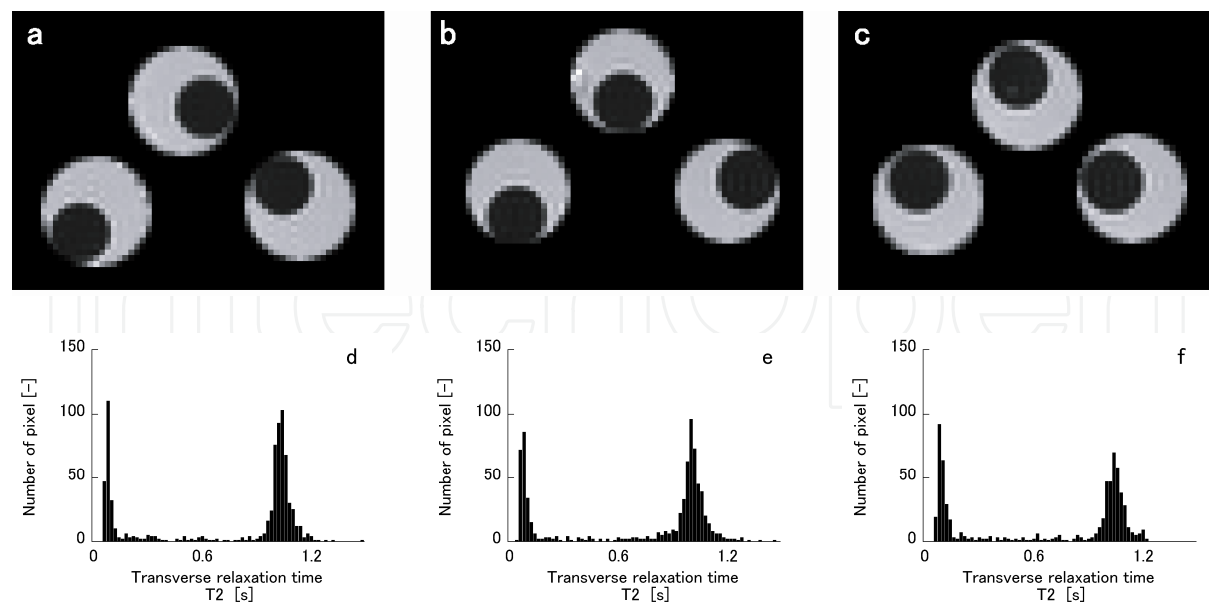 a
b
c
InTechOpen
150
100
50
0
Number of pixel [-]
d
0
0.6
1.2
Transverse relaxation time
T2 [s]
150
100
50
0
Number of pixel [-]
e
0
0.6
1.2
Transverse relaxation time
T2 [s]
150
100
50
0
Number of pixel [-]
f
0
0.6
1.2
Transverse relaxation time
T2 [s]